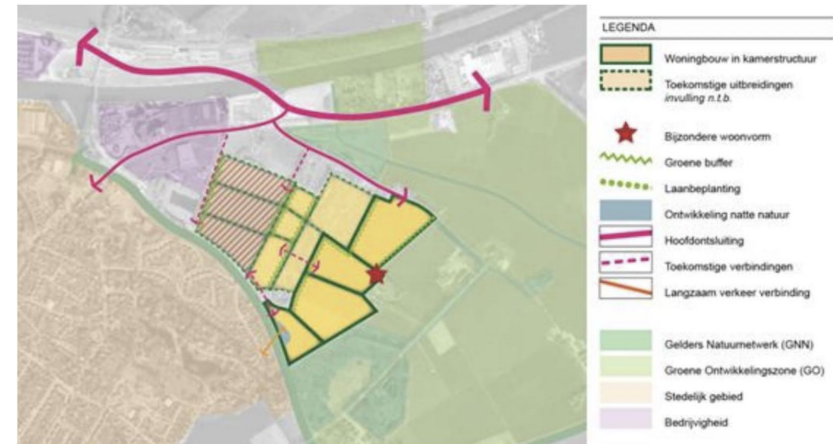 LEGENDA
Woningbouw in kamerstructuur
Toekomstige uitbreidingen
invulling n.t.b.
Bijzondere woonvorm
Groene buffer
Laanbeplanting
Ontwikkeling natte natuur
Hoofdontsluiting
Toekomstige verbindingen
Langzaam verkeer verbinding
Gelders Natuurnetwerk (GNN)
Groene Ontwikkelingszone (GO)
Stedelijk gebied
Bedrijvigheid